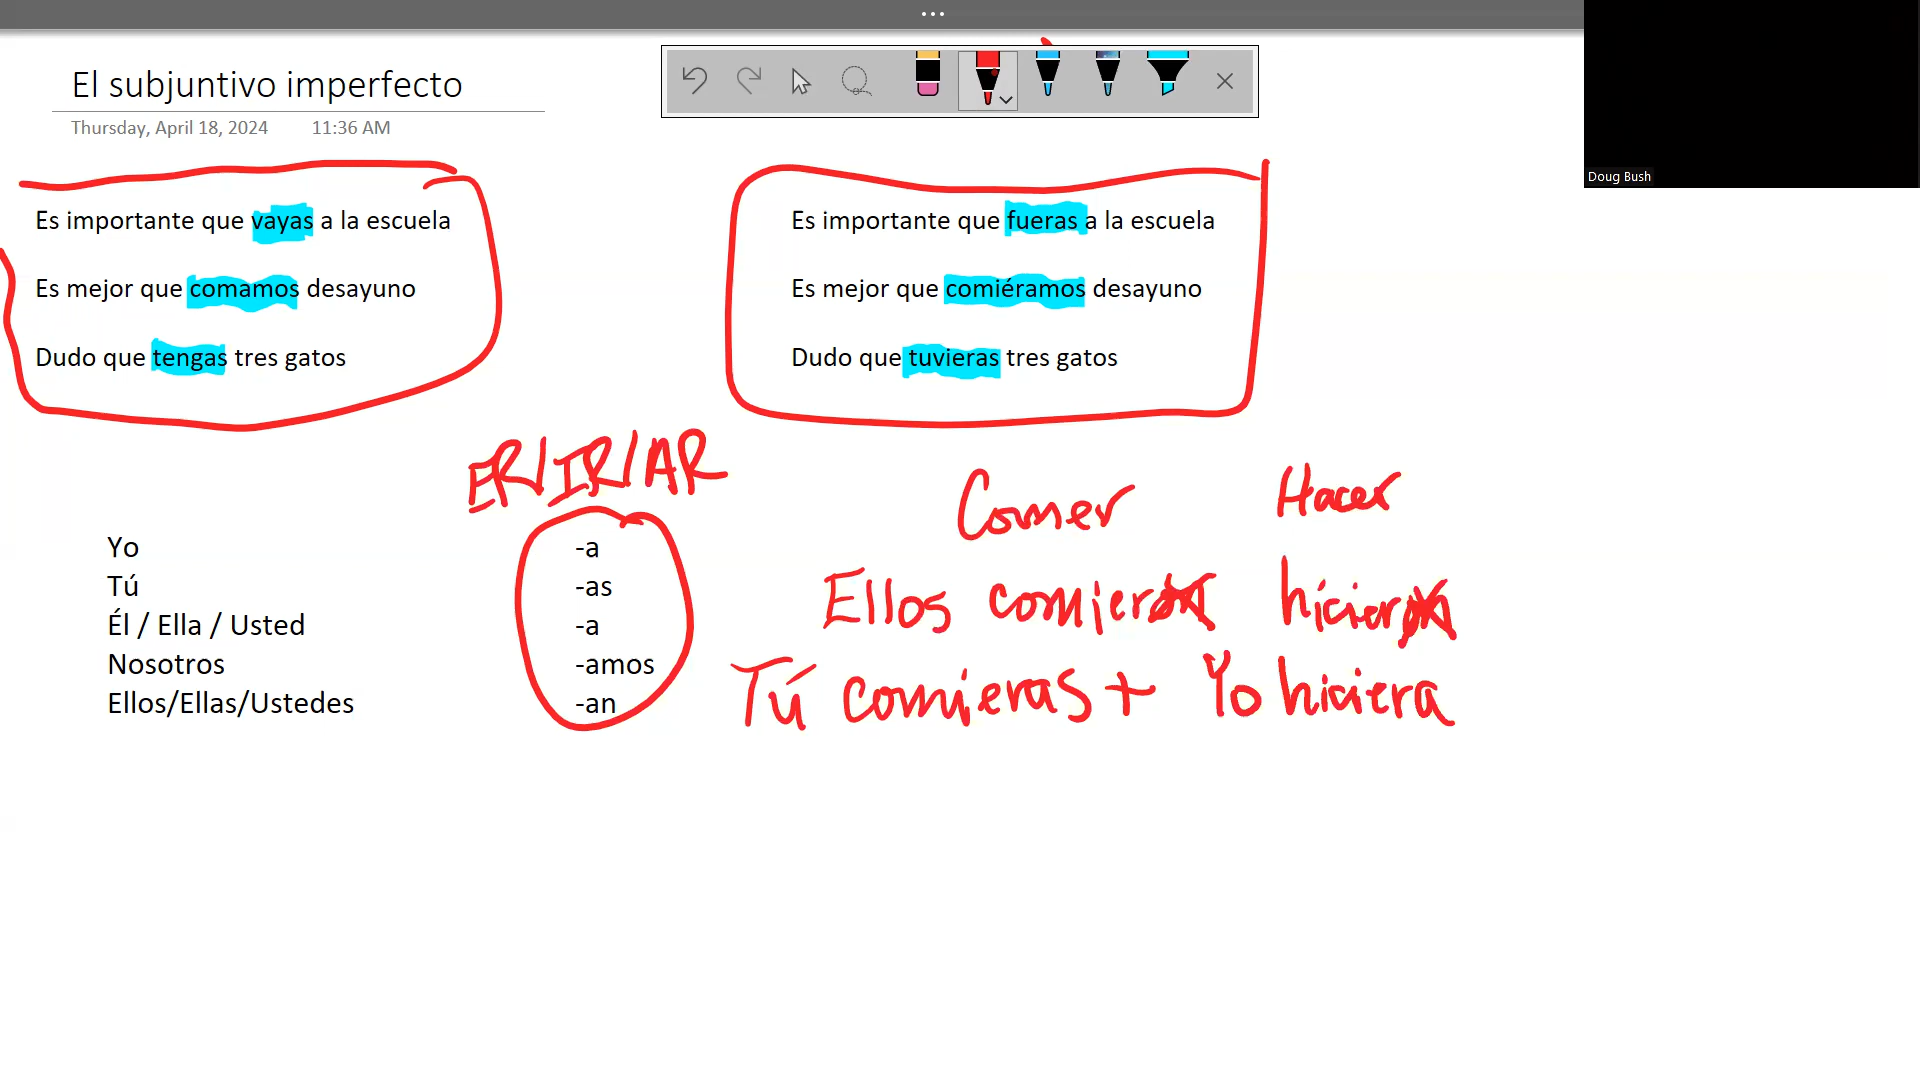 El subjuntivo imperfecto
Thursday, April 18, 2024 11:36 AM
Doug Bush
Es importante que vayas a la escuela
Es mejor que comamos desayuno
Dudo que tengas tres gatos
Es importante que fueras a la escuela
Es mejor que comiéramos desayuno
Dudo que tuvieras tres gatos
ER/IR/AR
Yo -a
Tú -as
Él / Ella / Usted -a
Nosotros -amos
Ellos/Ellas/Ustedes -an
Comer Hacer
Ellos comieron hicieron
Tú comieras + Yo hiciera